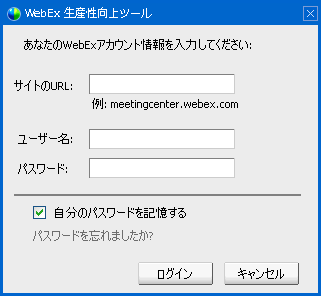 WebEx 生産性向上ツール
あなたのWebExアカウント情報を入力してください:
サイトのURL:
例: meetingcenter.webex.com
ユーザー名:
パスワード:
自分のパスワードを記憶する
パスワードを忘れましたか?
ログイン
キャンセル